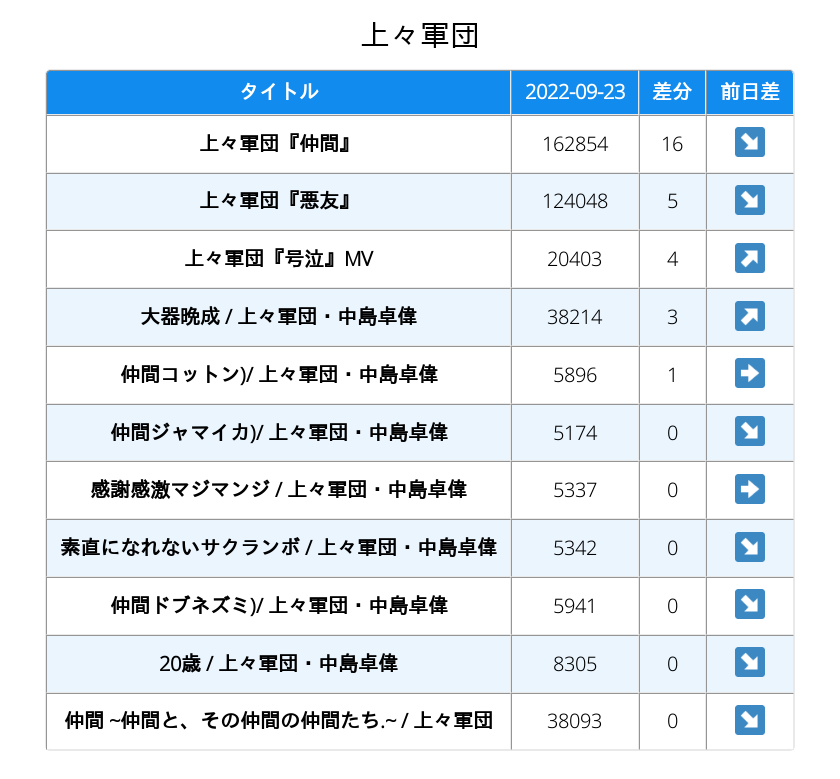 上々軍団
タイトル 2022-09-23 差分 前日差
上々軍団『仲間』 162854 16 ↘
上々軍団『悪友』 124048 5 ↘
上々軍団『号泣』MV 20403 4 ↗
大器晩成 / 上々軍団・中島卓偉 38214 3 ↗
仲間コットン)/ 上々軍団・中島卓偉 5896 1 ➡
仲間ジャマイカ)/ 上々軍団・中島卓偉 5174 0 ↘
感謝感激マジマンジ / 上々軍団・中島卓偉 5337 0 ➡
素直になれないサクランボ / 上々軍団・中島卓偉 5342 0 ↘
仲間ドブネズミ)/ 上々軍団・中島卓偉 5941 0 ↘
20歳 / 上々軍団・中島卓偉 8305 0 ↘
仲間 ~仲間と、その仲間の仲間たち.~ / 上々軍団 38093 0 ↘